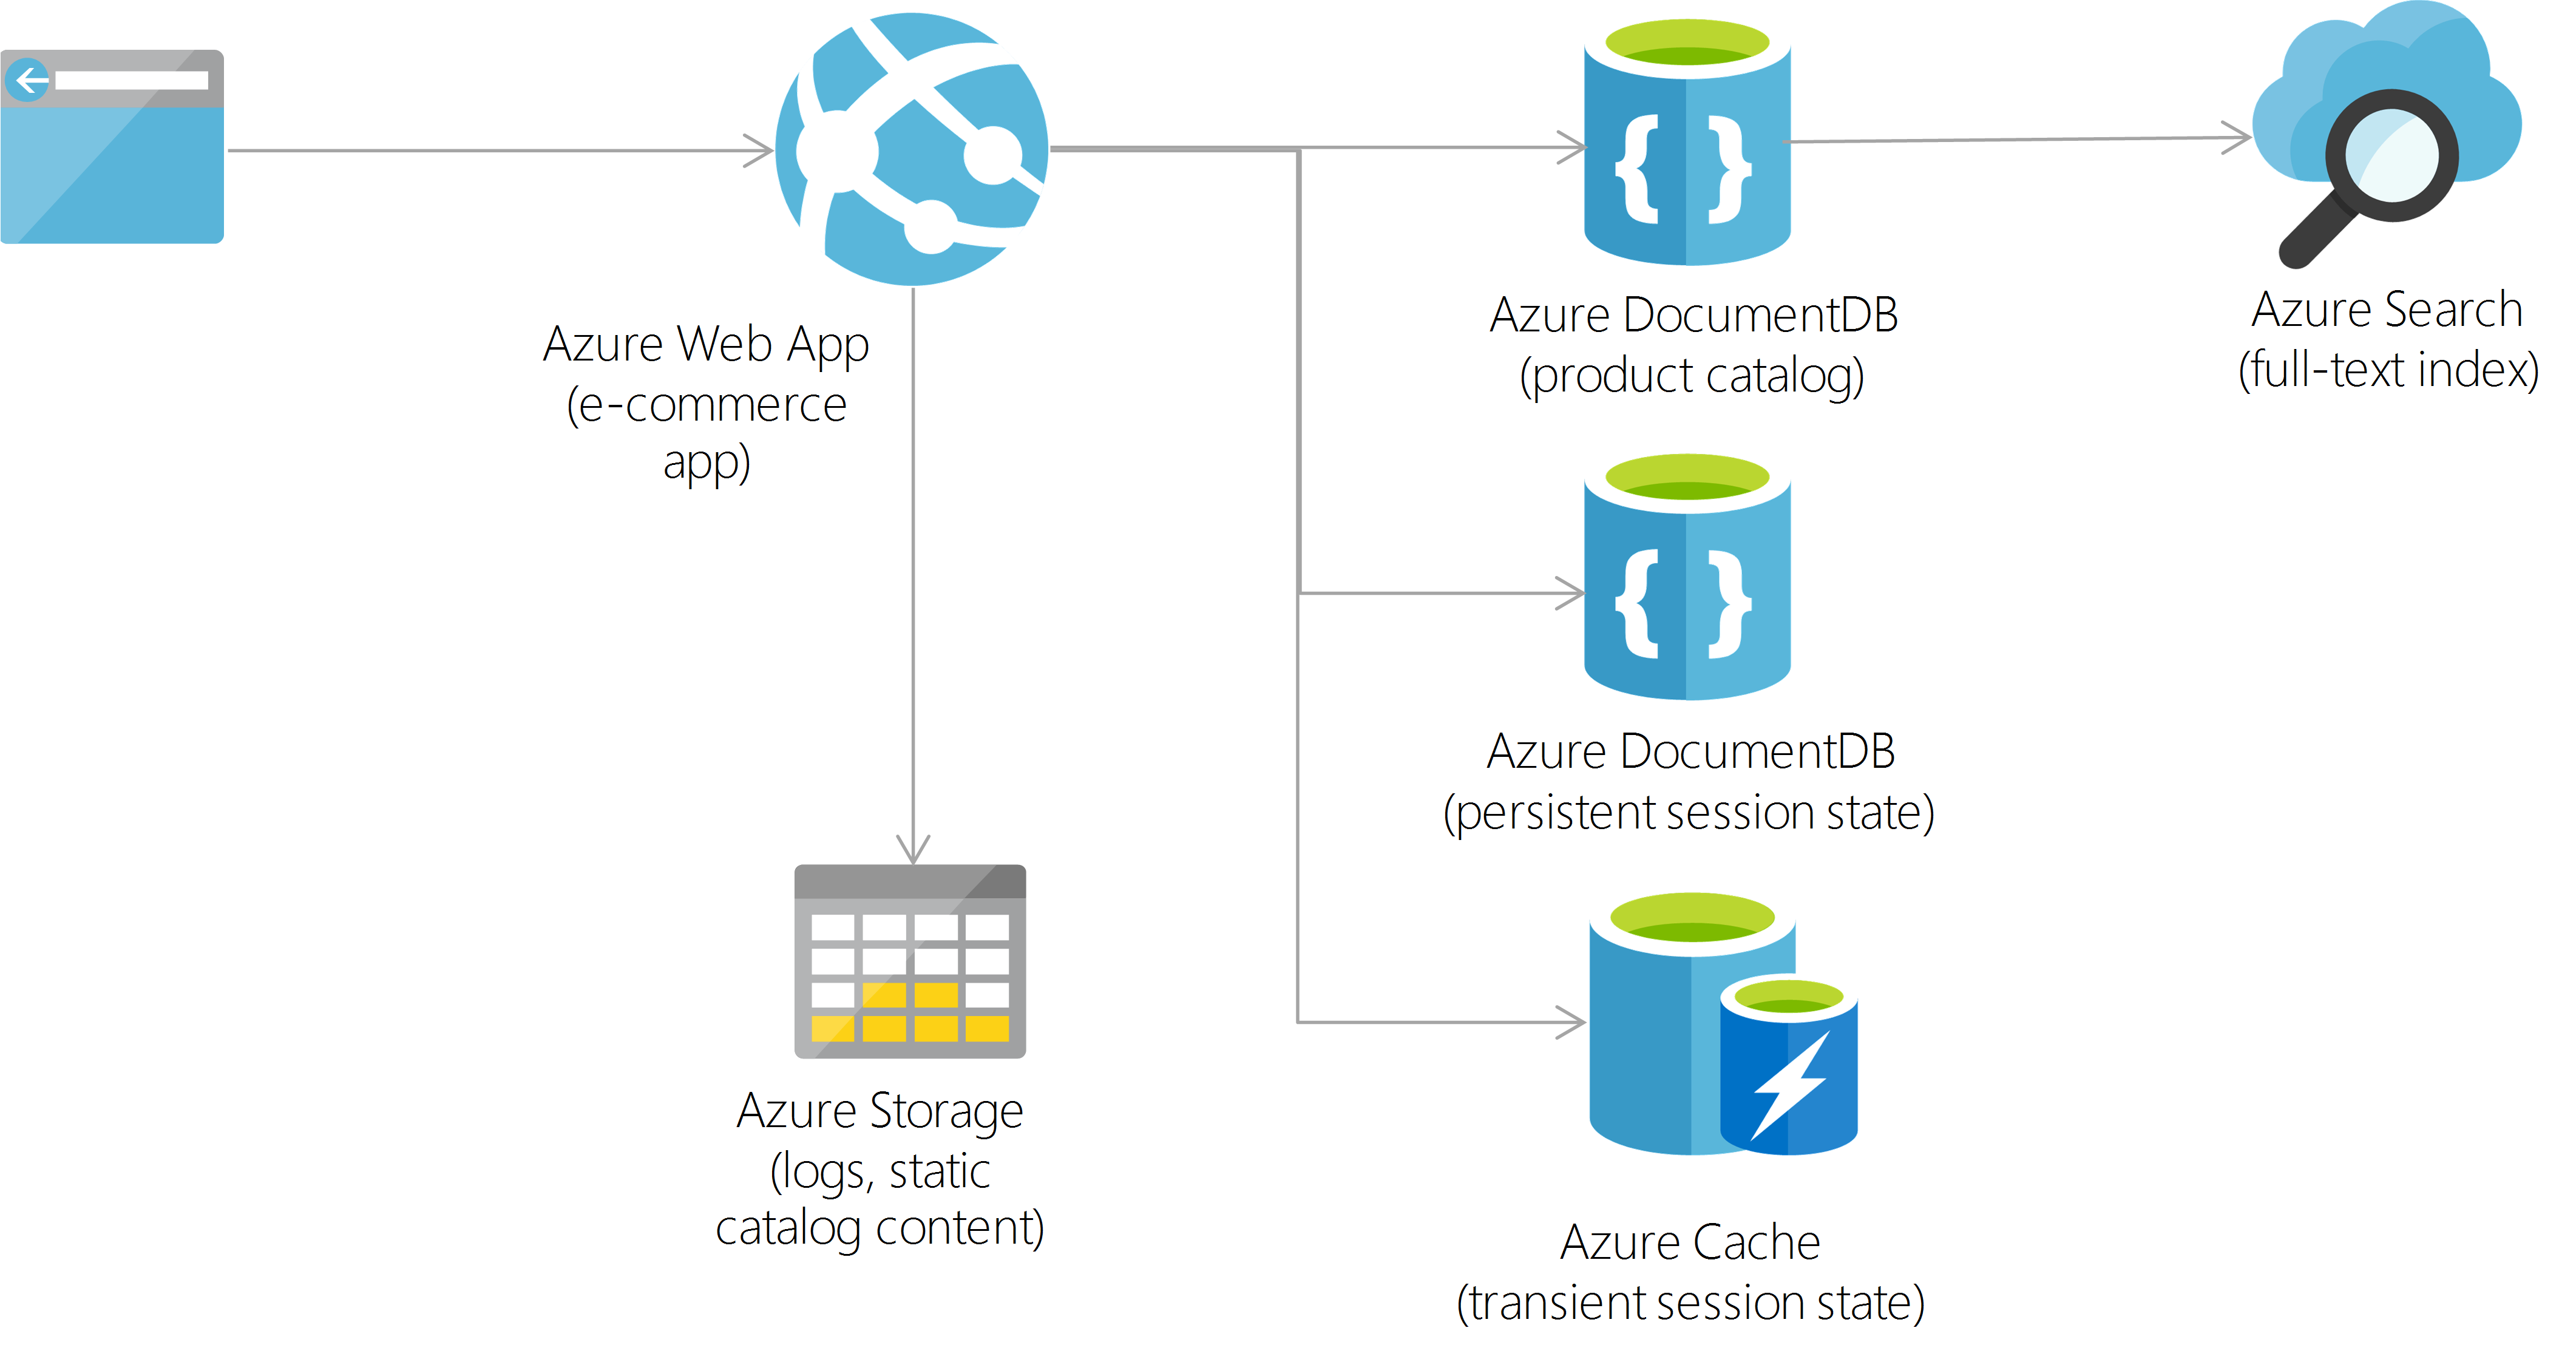 Azure Web App
(e-commerce
app)
Azure DocumentDB
(product catalog)
Azure Search
(full-text index)
Azure DocumentDB
(persistent session state)
Azure Storage
(logs, static
catalog content)
Azure Cache
(transient session state)